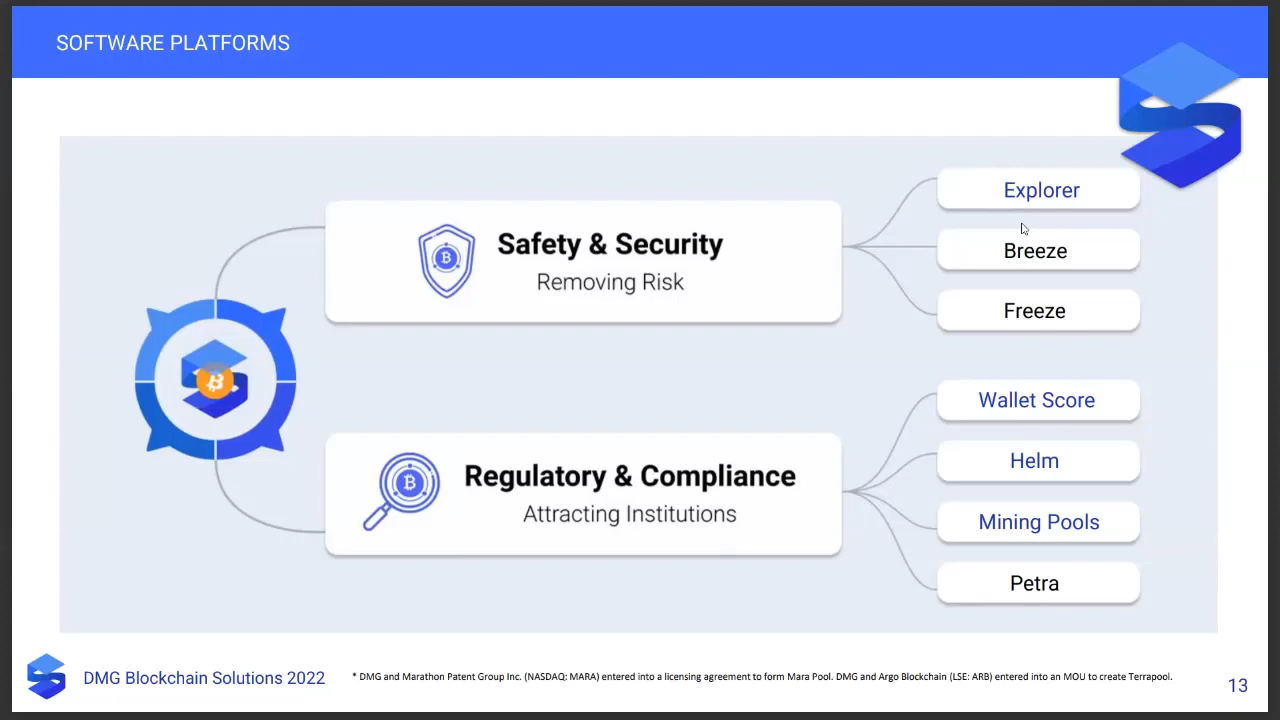 SOFTWARE PLATFORMS
Safety & Security
Removing Risk
Explorer
Breeze
Freeze
Regulatory & Compliance
Attracting Institutions
Wallet Score
Helm
Mining Pools
Petra
DMG Blockchain Solutions 2022
* DMG and Marathon Patent Group Inc. (NASDAQ: MARA) entered into a licensing agreement to form Mara Pool. DMG and Argo Blockchain (LSE: ARB) entered into an MOU to create Terrapool.
13